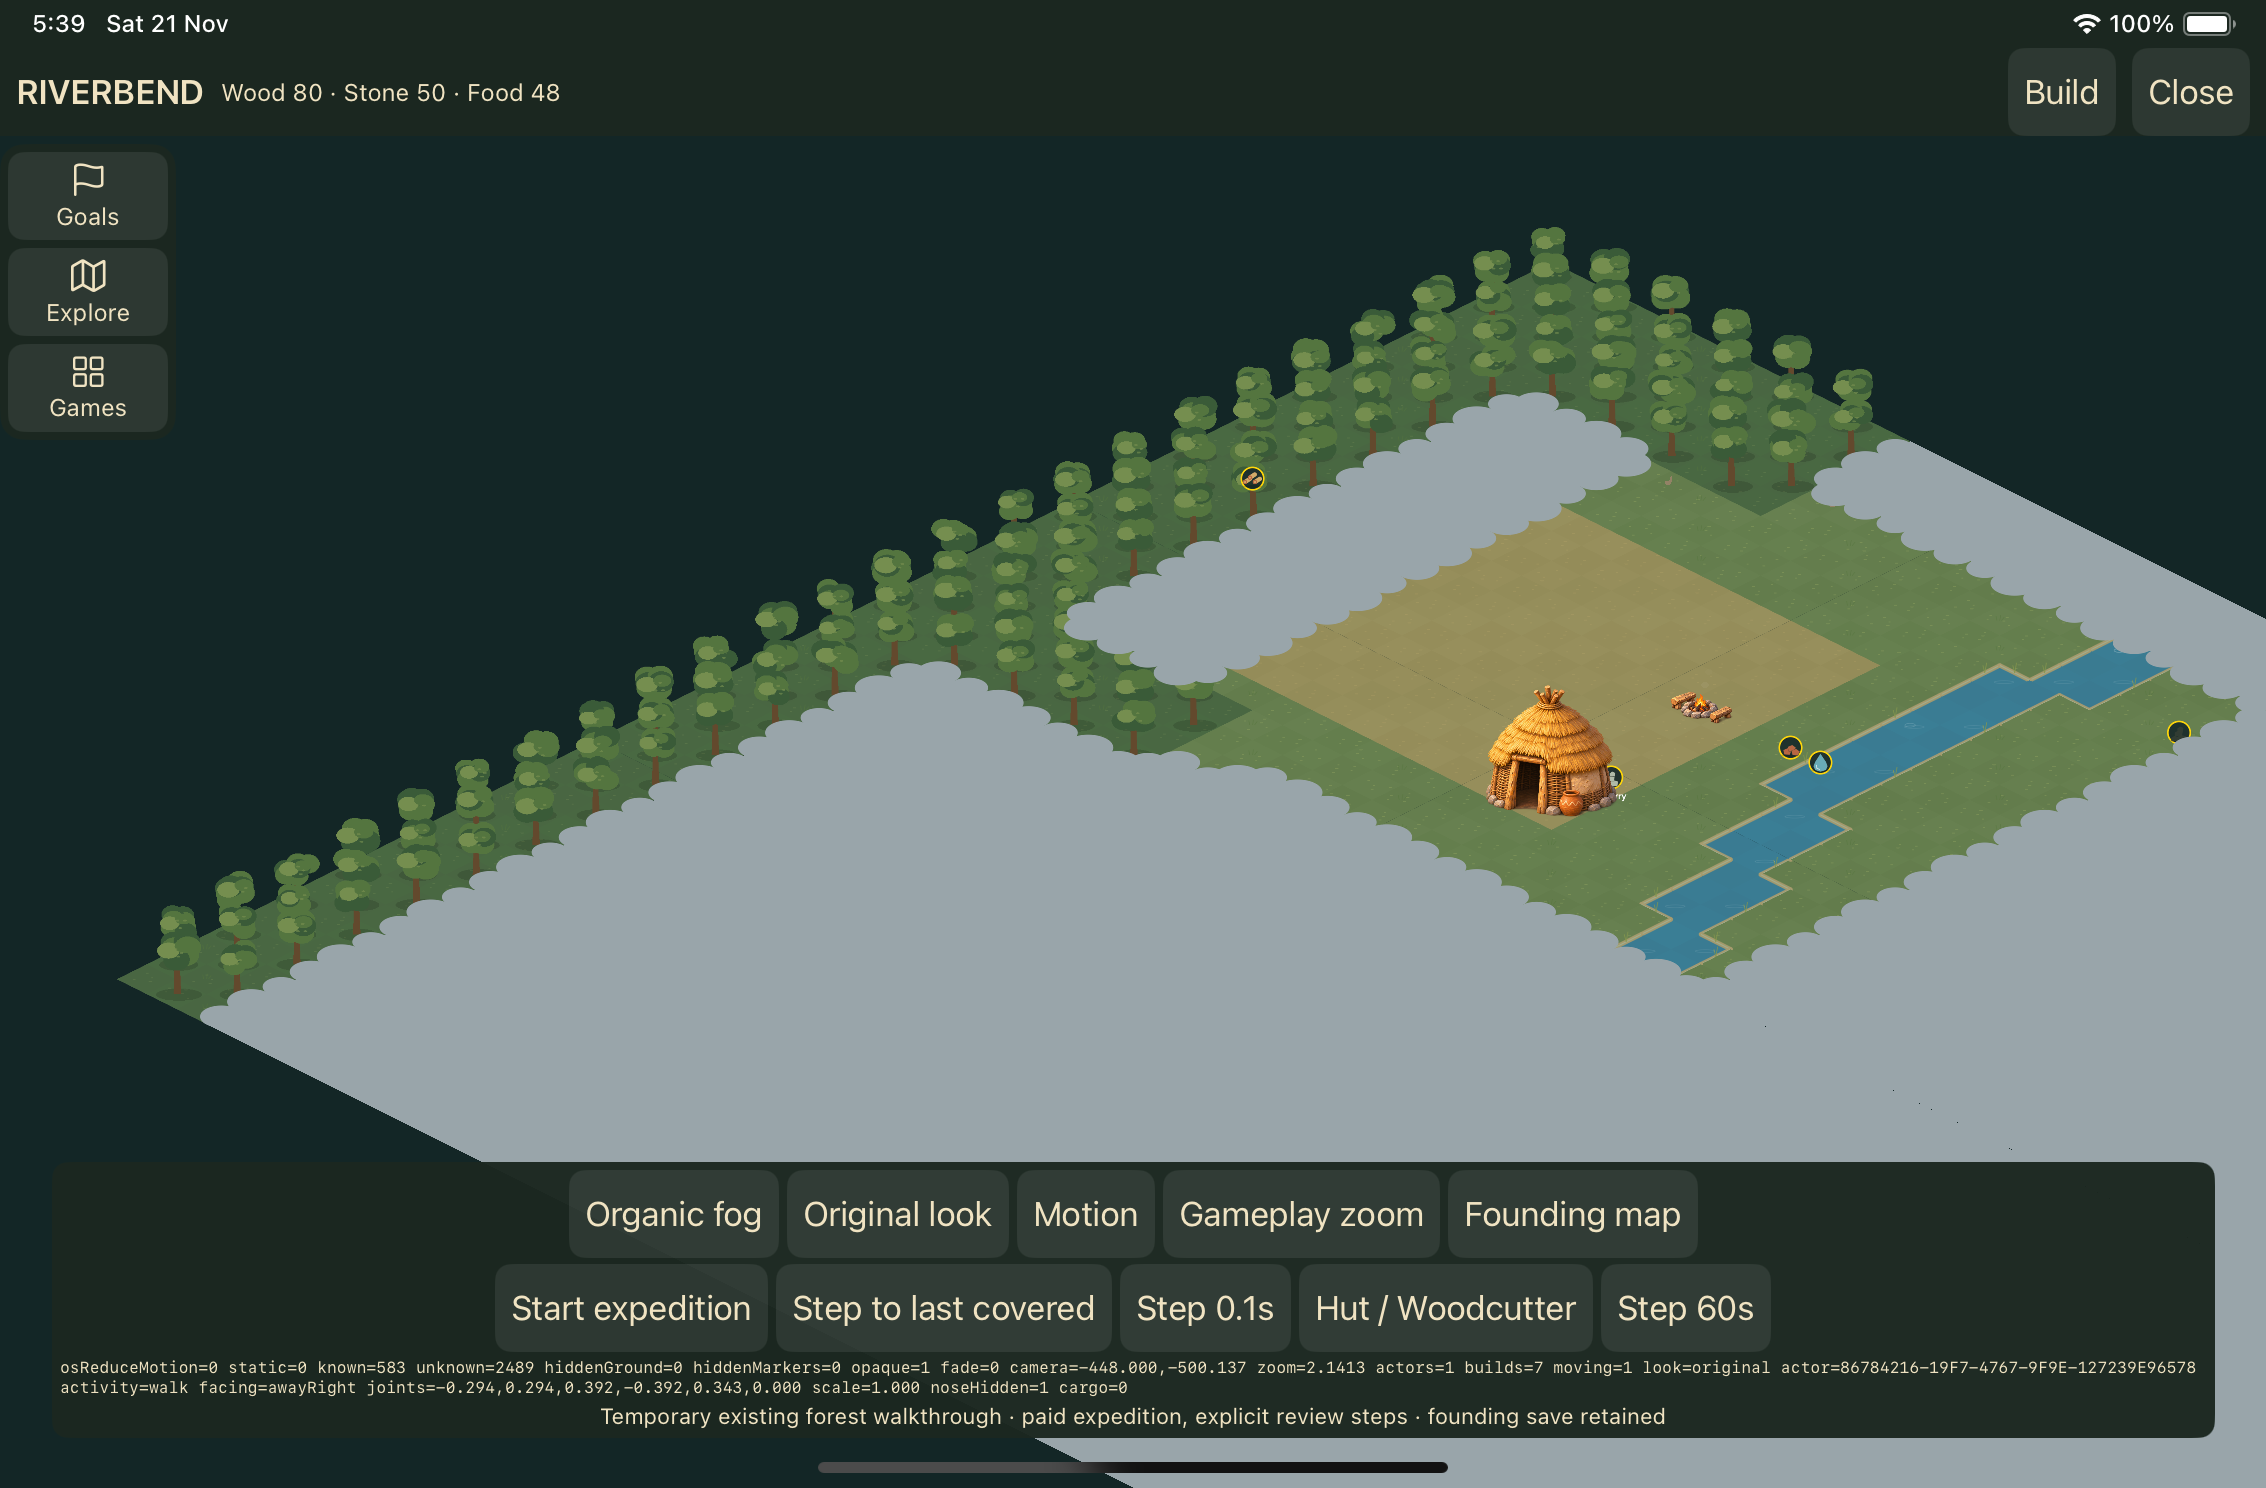 5:39 Sat 21 Nov 100%
RIVERBEND Wood 80 · Stone 50 · Food 48 Build Close
Goals
Explore
Games
Organic fog Original look Motion Gameplay zoom Founding map
Start expedition Step to last covered Step 0.1s Hut / Woodcutter Step 60s
osReduceMotion=0 static=0 known=583 unknown=2489 hiddenGround=0 hiddenMarkers=0 opaque=1 fade=0 camera=-448.000,-500.137 zoom=2.1413 actors=1 builds=7 moving=1 look=original actor=86784216-19F7-4767-9F9E-127239E96578
activity=walk facing=awayRight joints=-0.294,0.294,0.392,-0.392,0.343,0.000 scale=1.000 noseHidden=1 cargo=0
Temporary existing forest walkthrough · paid expedition, explicit review steps · founding save retained